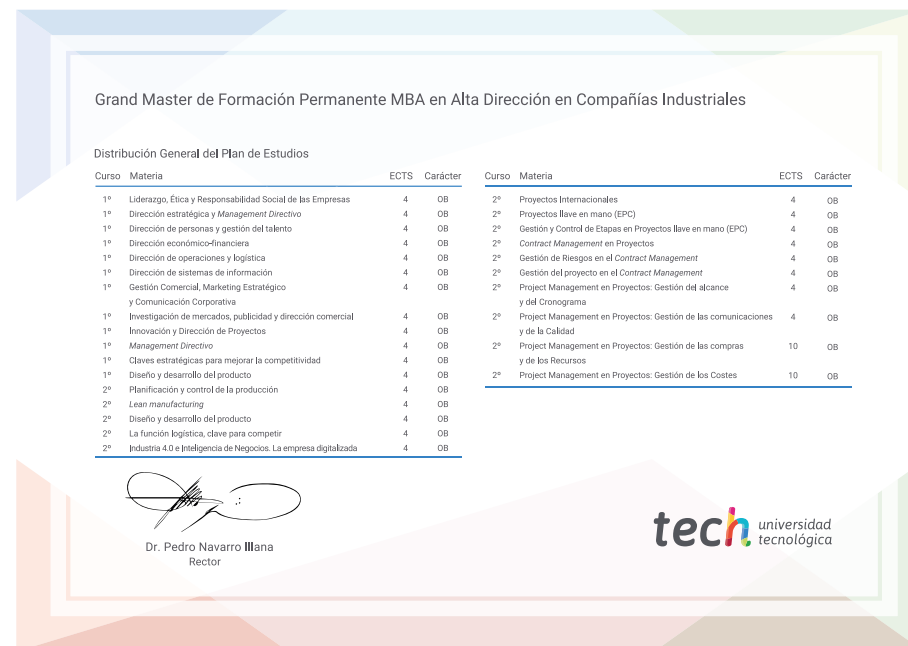 Grand Master de Formación Permanente MBA en Alta Dirección en Compañías Industriales
Distribución General del Plan de Estudios
Curso Materia ECTS Carácter
1º Liderazgo, Ética y Responsabilidad Social de las Empresas 4 OB
1º Dirección estratégica y Management Directivo 4 OB
1º Dirección de personas y gestión del talento 4 OB
1º Dirección económico-financiera 4 OB
1º Dirección de operaciones y logística 4 OB
1º Dirección de sistemas de información 4 OB
1º Gestión Comercial, Marketing Estratégico 4 OB
y Comunicación Corporativa
1º Investigación de mercados, publicidad y dirección comercial 4 OB
1º Innovación y Dirección de Proyectos 4 OB
1º Management Directivo 4 OB
1º Claves estratégicas para mejorar la competitividad 4 OB
1º Diseño y desarrollo del producto 4 OB
2º Planificación y control de la producción 4 OB
2º Lean manufacturing 4 OB
2º Diseño y desarrollo del producto 4 OB
2º La función logística, clave para competir 4 OB
2º Industria 4.0 e Inteligencia de Negocios. La empresa digitalizada 4 OB
Curso Materia ECTS Carácter
2º Proyectos Internacionales 4 OB
2º Proyectos llave en mano (EPC) 4 OB
2º Gestión y Control de Etapas en Proyectos llave en mano (EPC) 4 OB
2º Contract Management en Proyectos 4 OB
2º Gestión de Riesgos en el Contract Management 4 OB
2º Gestión del proyecto en el Contract Management 4 OB
2º Project Management en Proyectos: Gestión del alcance 4 OB
y del Cronograma
2º Project Management en Proyectos: Gestión de las comunicaciones 4 OB
y de la Calidad
2º Project Management en Proyectos: Gestión de las compras 10 OB
y de los Recursos
2º Project Management en Proyectos: Gestión de los Costes 10 OB
Dr. Pedro Navarro Illana
Rector
tech universidad
tecnológica